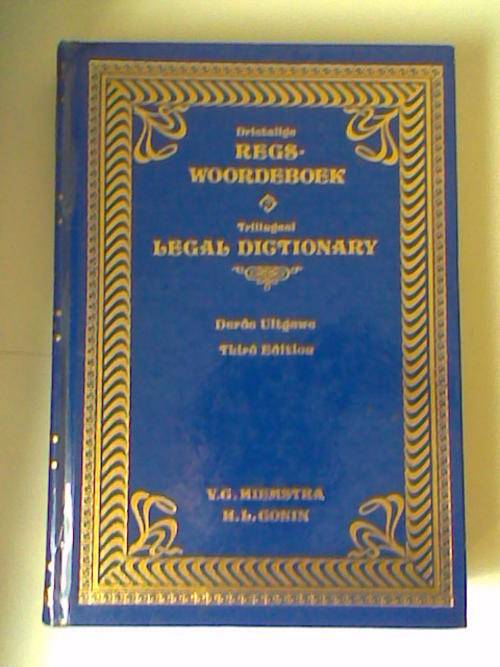 Drietalige
REGS-
WOORDEBOEK
Trilingual
LEGAL DICTIONARY
Derde Uitgawe
Third Edition
V.G. HIEMSTRA
H.L. GONIN